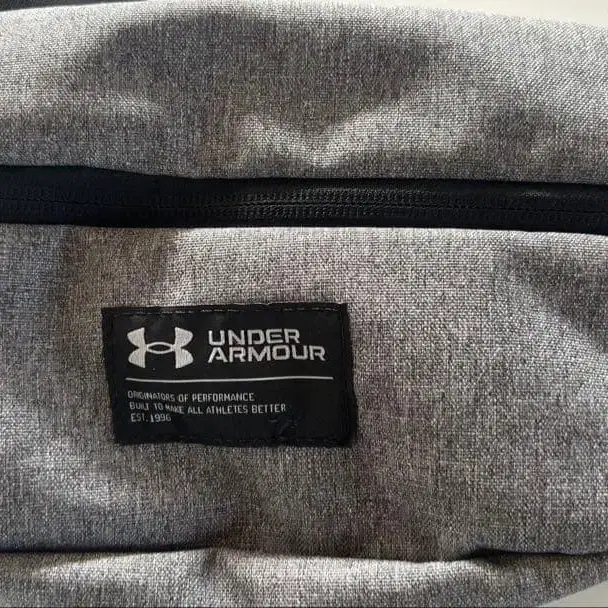 UNDER
ARMOUR
ORIGINATORS OF PERFORMANCE
BUILT TO MAKE ALL ATHLETES BETTER
EST. 1996